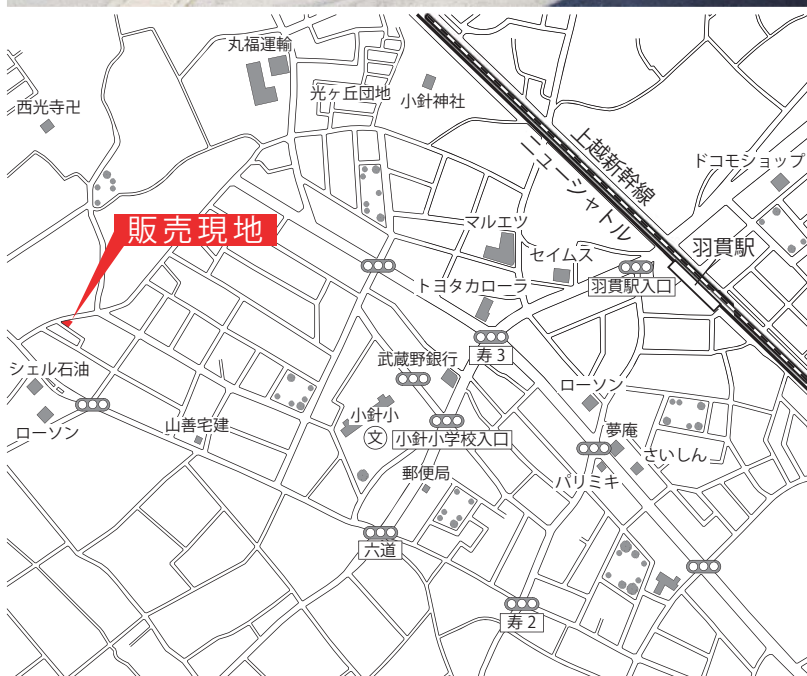 丸福運輸
光ヶ丘団地
小針神社
西光寺卍
上越新幹線
ニューシャトル
ドコモショップ
販売現地
マルエツ
セイムス
羽貫駅
羽貫駅入口
トヨタカローラ
寿3
武蔵野銀行
シェル石油
ローソン
ローソン
山善宅建
小針小
文
小針小学校入口
夢庵
さいしん
パリミキ
郵便局
六道
寿2